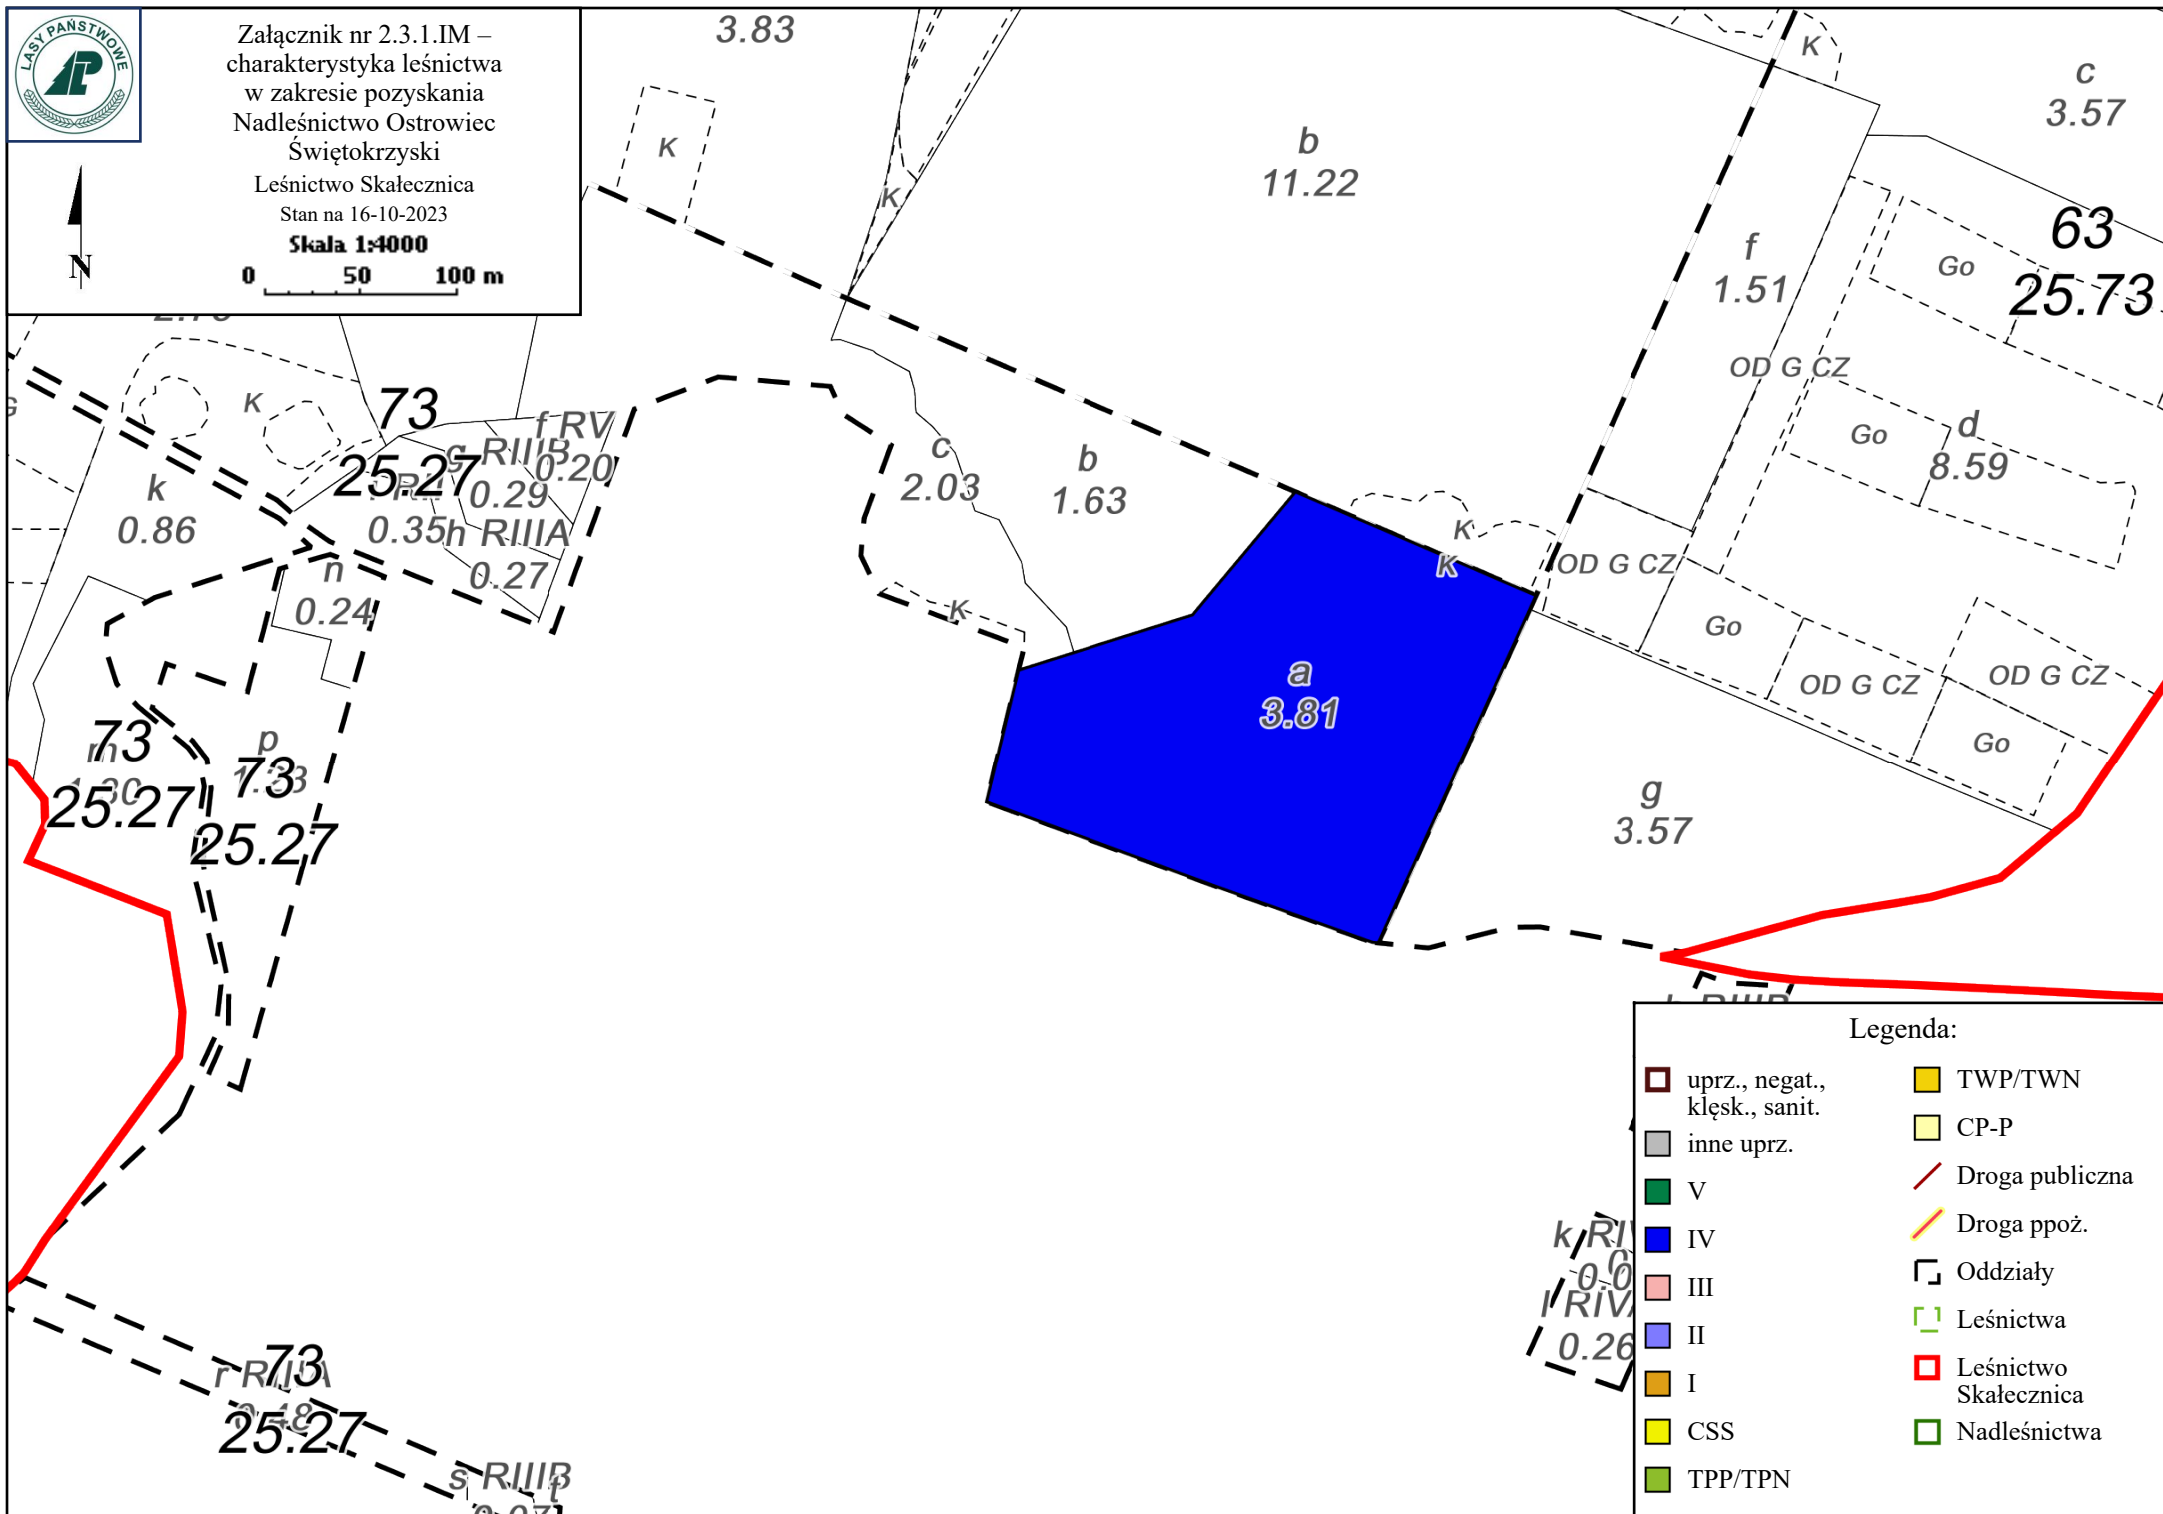 LASY PAŃSTWOWE
Załącznik nr 2.3.1.IM –
charakterystyka leśnictwa
w zakresie pozyskania
Nadleśnictwo Ostrowiec
Świętokrzyski
Leśnictwo Skałecznica
Stan na 16-10-2023
Skala 1:4000
0 50 100 m
N
3.83
K
K
b
11.22
K
c
3.57
f
1.51
63
25.73
Go
OD G CZ
Go
d
8.59
73
25.27
K
k
0.86
f RV
0.20
g RIIIB
0.29
0.35
h RIIIA
0.27
n
0.24
c
2.03
b
1.63
K
K
K
OD G CZ
Go
OD G CZ
OD G CZ
Go
a
3.81
g
3.57
m
73
25.27
p
73
25.27
r RIIIA
0.48
73
25.27
s RIIIB
t
k RIV
l RIVA
0.26
Legenda:
uprz., negat.,
klęsk., sanit.
inne uprz.
V
IV
III
II
I
CSS
TPP/TPN
TWP/TWN
CP-P
Droga publiczna
Droga ppoż.
Oddziały
Leśnictwa
Leśnictwo
Skałecznica
Nadleśnictwa